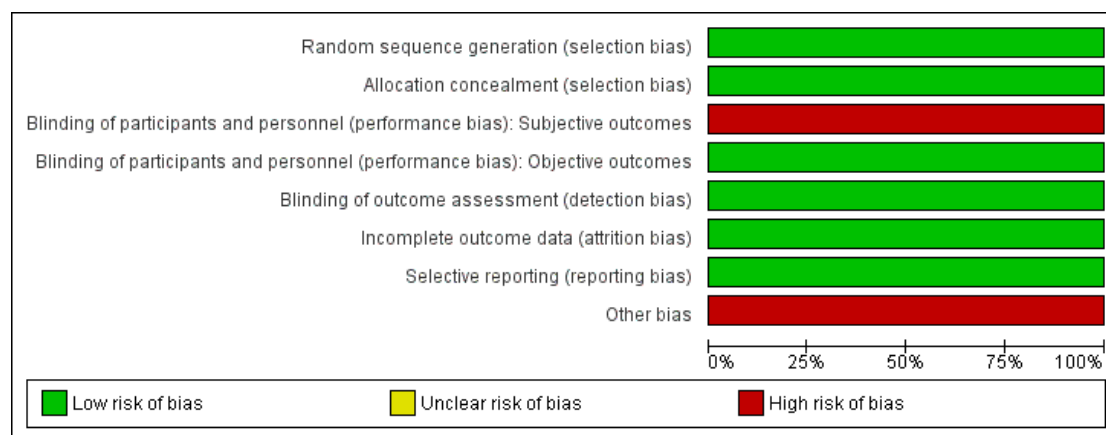 Random sequence generation (selection bias)
Allocation concealment (selection bias)
Blinding of participants and personnel (performance bias): Subjective outcomes
Blinding of participants and personnel (performance bias): Objective outcomes
Blinding of outcome assessment (detection bias)
Incomplete outcome data (attrition bias)
Selective reporting (reporting bias)
Other bias
0% 25% 50% 75% 100%
Low risk of bias Unclear risk of bias High risk of bias